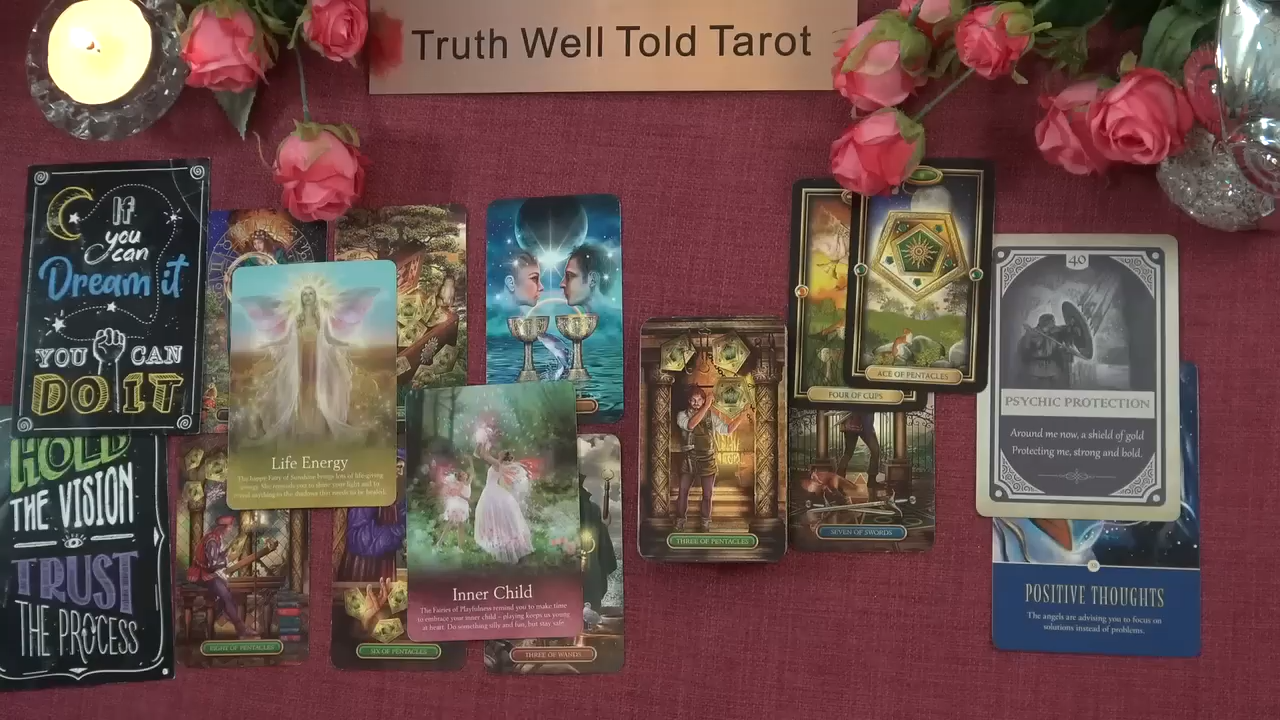 Truth Well Told Tarot
If
you
can
Dream it
YOU CAN
DO IT
HOLD
THE VISION
TRUST
THE PROCESS
Life Energy
Inner Child
The Fairies of Playfulness remind you to make time
to embrace your inner child - playing keeps us young
at heart. Do something silly and fun, but stay safe.
EIGHT OF PENTACLES
SIX OF PENTACLES
THREE OF WANDS
THREE OF PENTACLES
FOUR OF CUPS
ACE OF PENTACLES
SEVEN OF SWORDS
40
PSYCHIC PROTECTION
Around me now, a shield of gold
Protecting me, strong and bold.
POSITIVE THOUGHTS
The angels are advising you to focus on
solutions instead of problems.